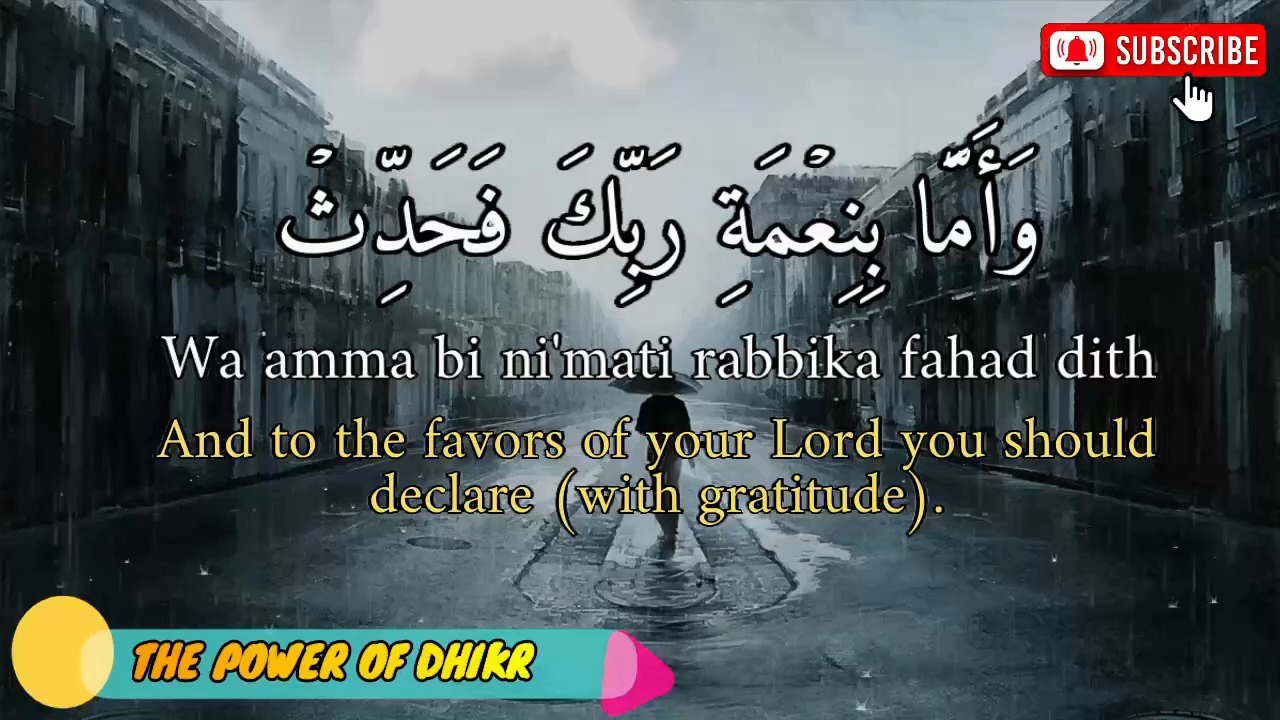 SUBSCRIBE
وَأَمَّا بِنِعْمَةِ رَبِّكَ فَحَدِّثْ
Wa amma bi ni'mati rabbika fahad dith
And to the favors of your Lord you should
declare (with gratitude).
THE POWER OF DHIKR